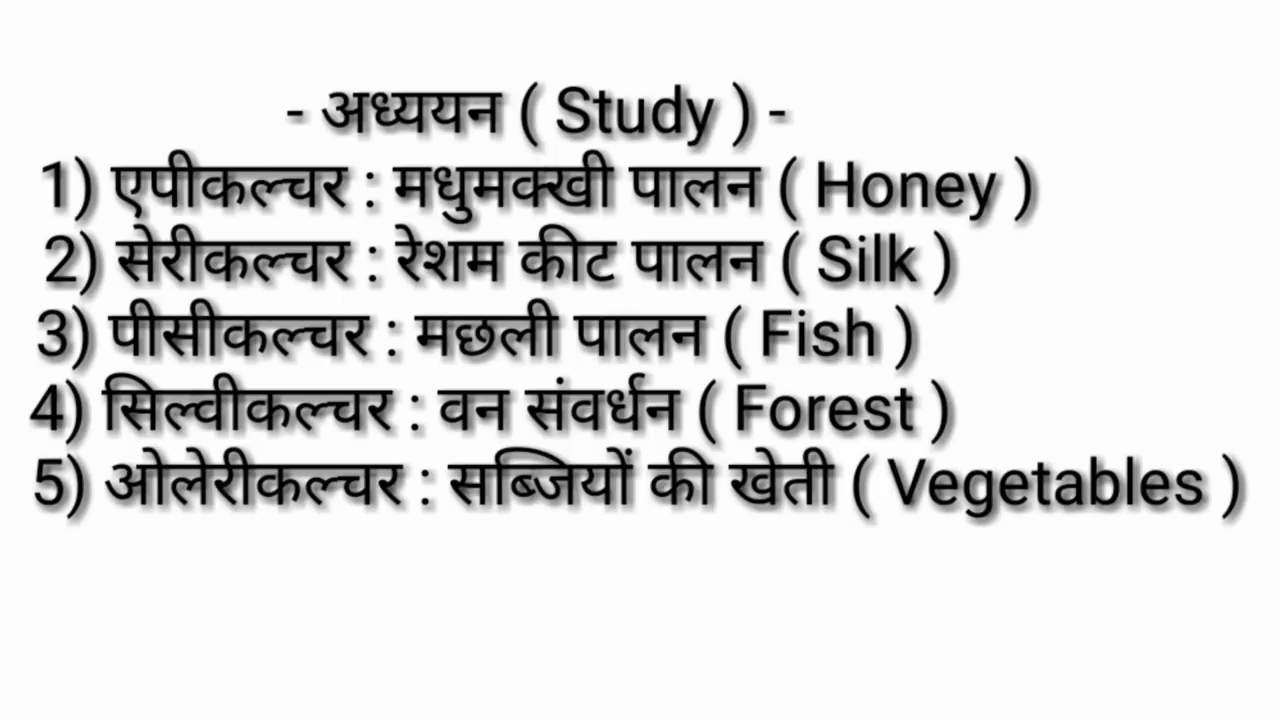 - अध्ययन ( Study ) -
1) एपीकल्चर : मधुमक्खी पालन ( Honey )
2) सेरीकल्चर : रेशम कीट पालन ( Silk )
3) पीसीकल्चर : मछली पालन ( Fish )
4) सिल्वीकल्चर : वन संवर्धन ( Forest )
5) ओलेरीकल्चर : सब्जियों की खेती ( Vegetables )